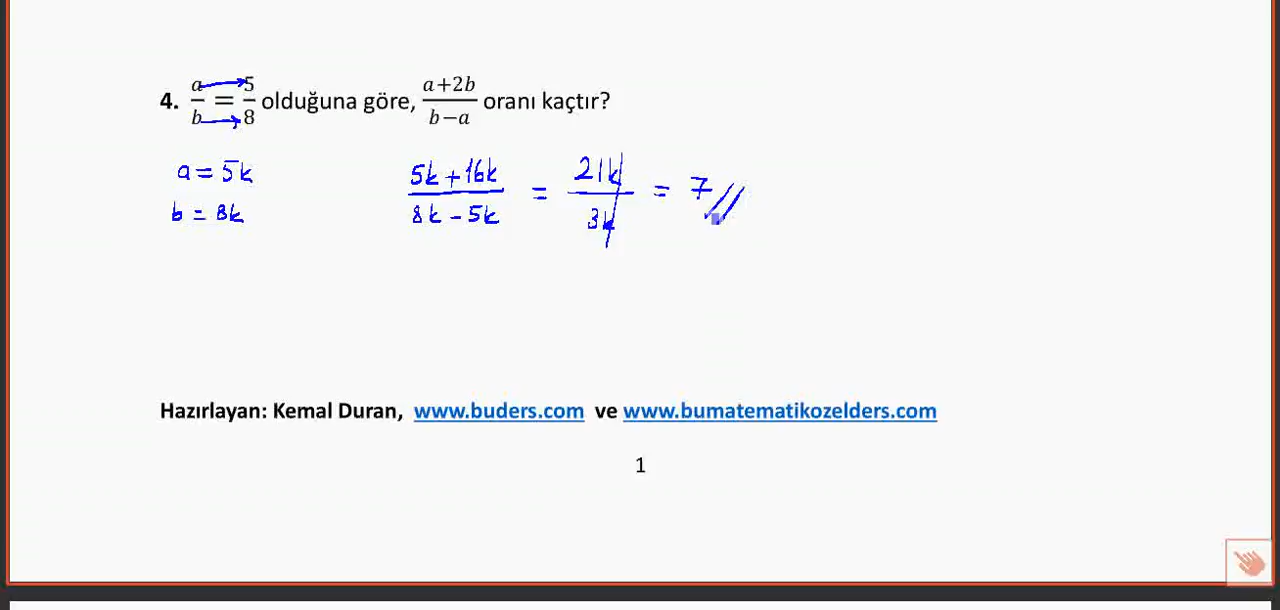 4. a/b = 5/8 olduğuna göre, a+2b/b−a oranı kaçtır?
a = 5k
b = 8k
5k + 16k / 8k - 5k = 21k / 3k = 7
Hazırlayan: Kemal Duran, www.buders.com ve www.bumatematikozelders.com
1